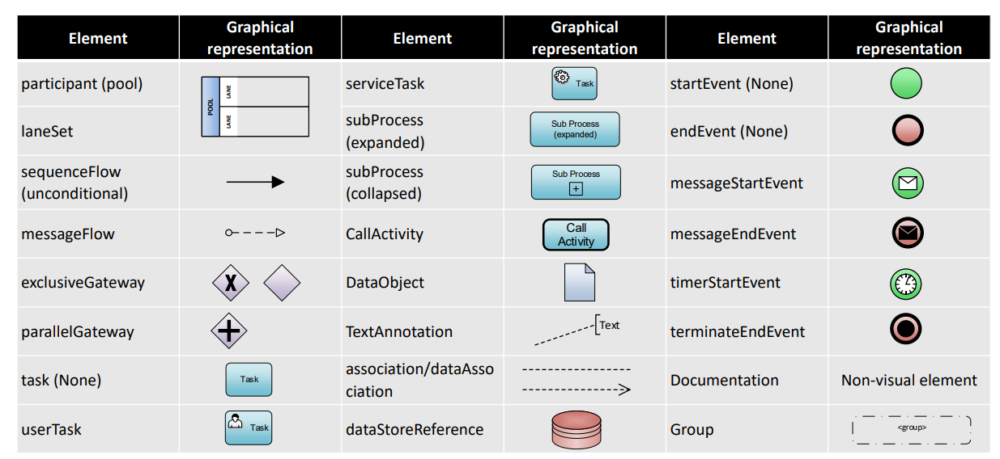 Element
Graphical
representation
Element
Graphical
representation
Element
Graphical
representation
participant (pool)
POOL
LANE
LANE
serviceTask
Task
startEvent (None)
laneSet
subProcess
(expanded)
Sub Process
(expanded)
endEvent (None)
sequenceFlow
(unconditional)
subProcess
(collapsed)
Sub Process
messageStartEvent
messageFlow
CallActivity
Call
Activity
messageEndEvent
exclusiveGateway
X
DataObject
timerStartEvent
parallelGateway
TextAnnotation
Text
terminateEndEvent
task (None)
Task
association/dataAsso
ciation
Documentation
Non-visual element
userTask
Task
dataStoreReference
Group
<group>